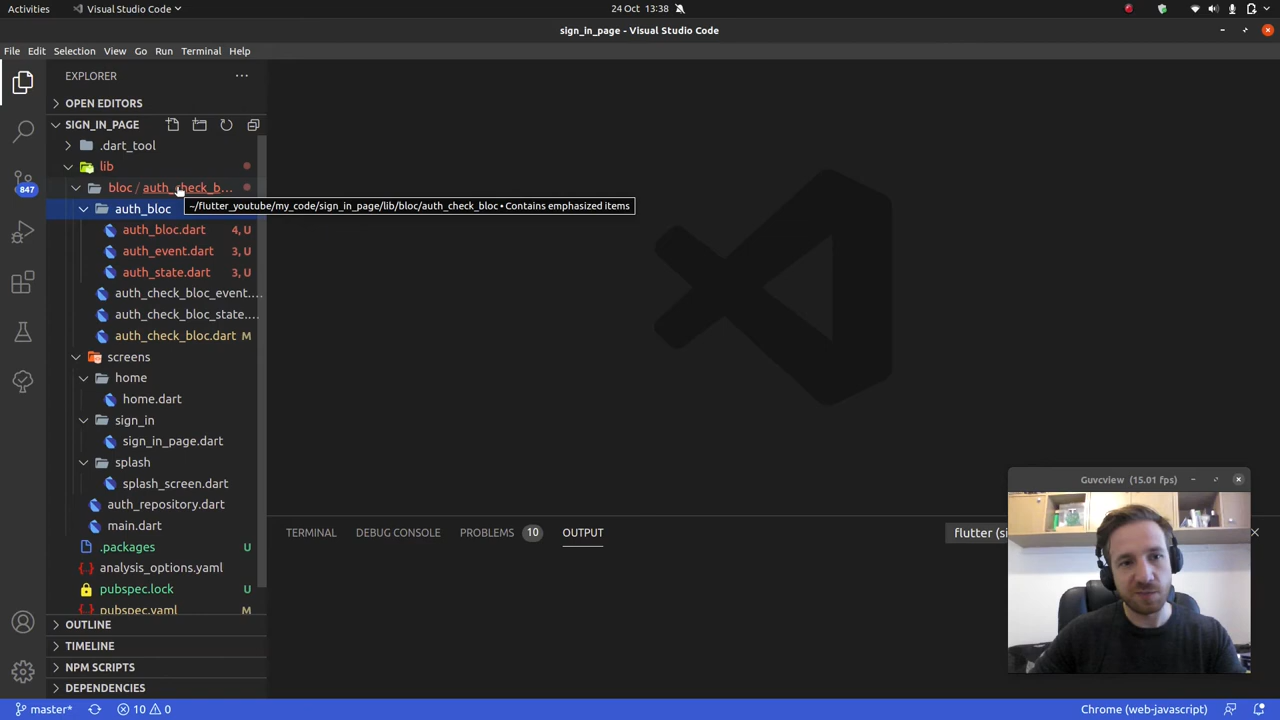 Activities
Visual Studio Code
24 Oct 13:38
sign_in_page - Visual Studio Code
File Edit Selection View Go Run Terminal Help
EXPLORER
OPEN EDITORS
SIGN_IN_PAGE
.dart_tool
lib
bloc / auth_check_b...
~/flutter_youtube/my_code/sign_in_page/lib/bloc/auth_check_bloc • Contains emphasized items
auth_bloc
auth_bloc.dart 4, U
auth_event.dart 3, U
auth_state.dart 3, U
auth_check_bloc_event....
auth_check_bloc_state....
auth_check_bloc.dart M
screens
home
home.dart
sign_in
sign_in_page.dart
splash
splash_screen.dart
auth_repository.dart
main.dart
.packages U
analysis_options.yaml
pubspec.lock U
pubspec.yaml M
OUTLINE
TIMELINE
NPM SCRIPTS
DEPENDENCIES
847
TERMINAL DEBUG CONSOLE PROBLEMS 10 OUTPUT
flutter (si
Guvcview (15.01 fps)
master* 10 0
Chrome (web-javascript)